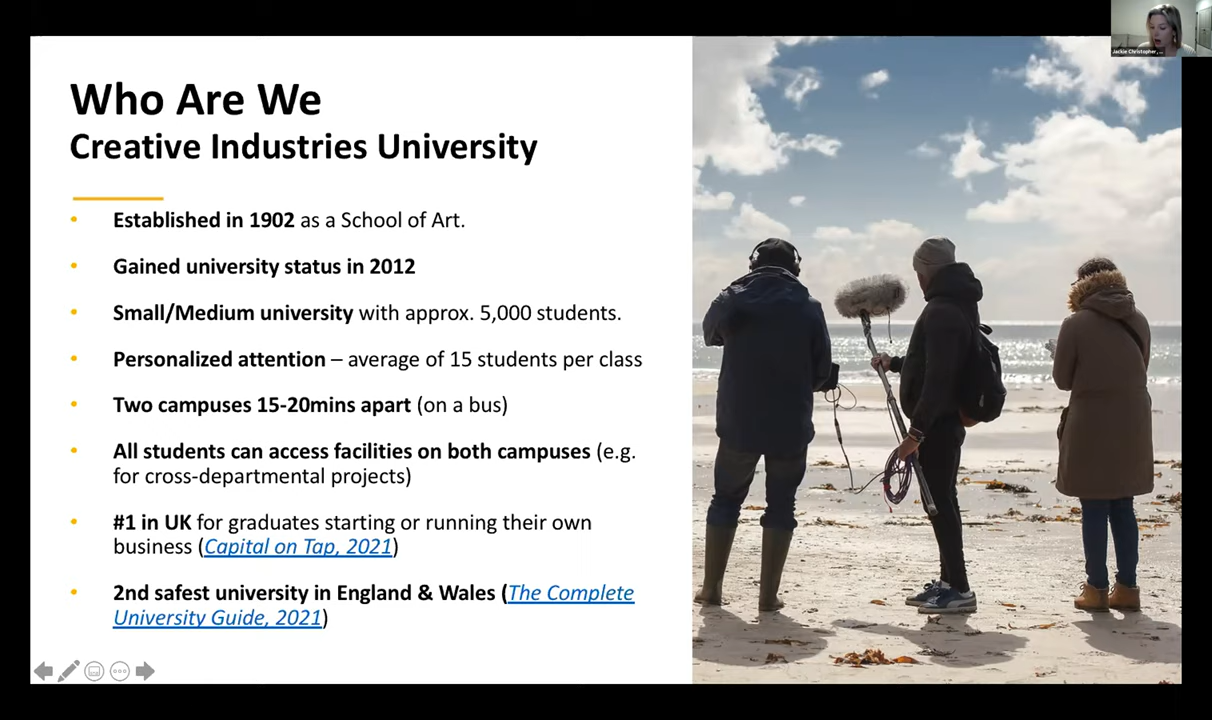 Jackie Christopher, ...
Who Are We
Creative Industries University
• Established in 1902 as a School of Art.
• Gained university status in 2012
• Small/Medium university with approx. 5,000 students.
• Personalized attention – average of 15 students per class
• Two campuses 15-20mins apart (on a bus)
• All students can access facilities on both campuses (e.g.
for cross-departmental projects)
• #1 in UK for graduates starting or running their own
business (Capital on Tap, 2021)
• 2nd safest university in England & Wales (The Complete
University Guide, 2021)